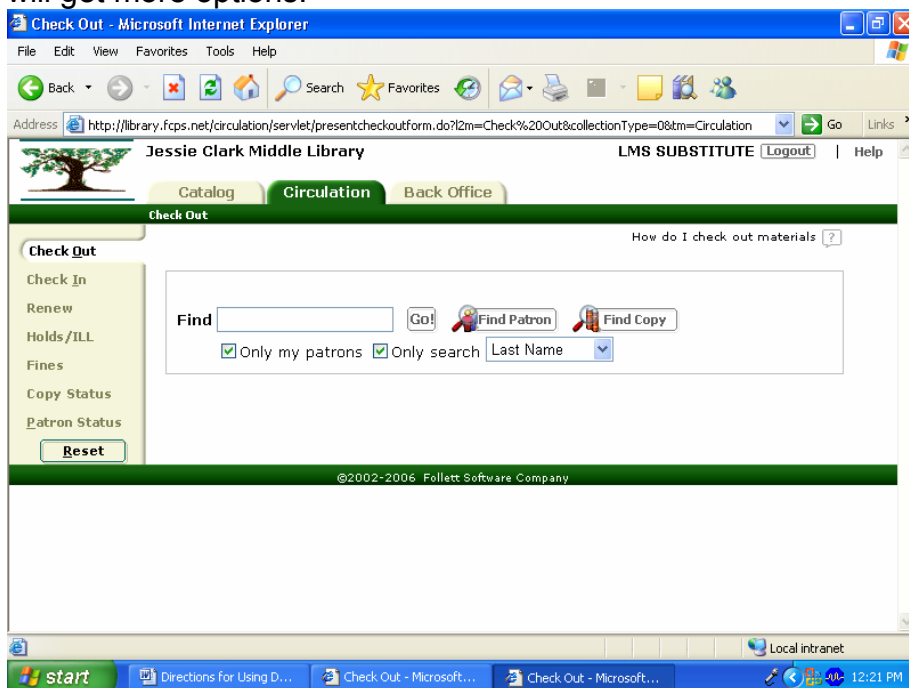 will get more options.
Check Out - Microsoft Internet Explorer
File Edit View Favorites Tools Help
Back Search Favorites
Address http://library.fcps.net/circulation/servlet/presentcheckoutform.do?l2m=Check%20Out&collectionType=0&tm=Circulation Go Links
Jessie Clark Middle Library LMS SUBSTITUTE Logout | Help
Catalog Circulation Back Office
Check Out
How do I check out materials ?
Check Out
Check In
Renew
Holds/ILL
Fines
Copy Status
Patron Status
Reset
Find Go! Find Patron Find Copy
Only my patrons Only search Last Name
©2002-2006 Follett Software Company
Local intranet
start Directions for Using D... Check Out - Microsoft... Check Out - Microsoft... 12:21 PM